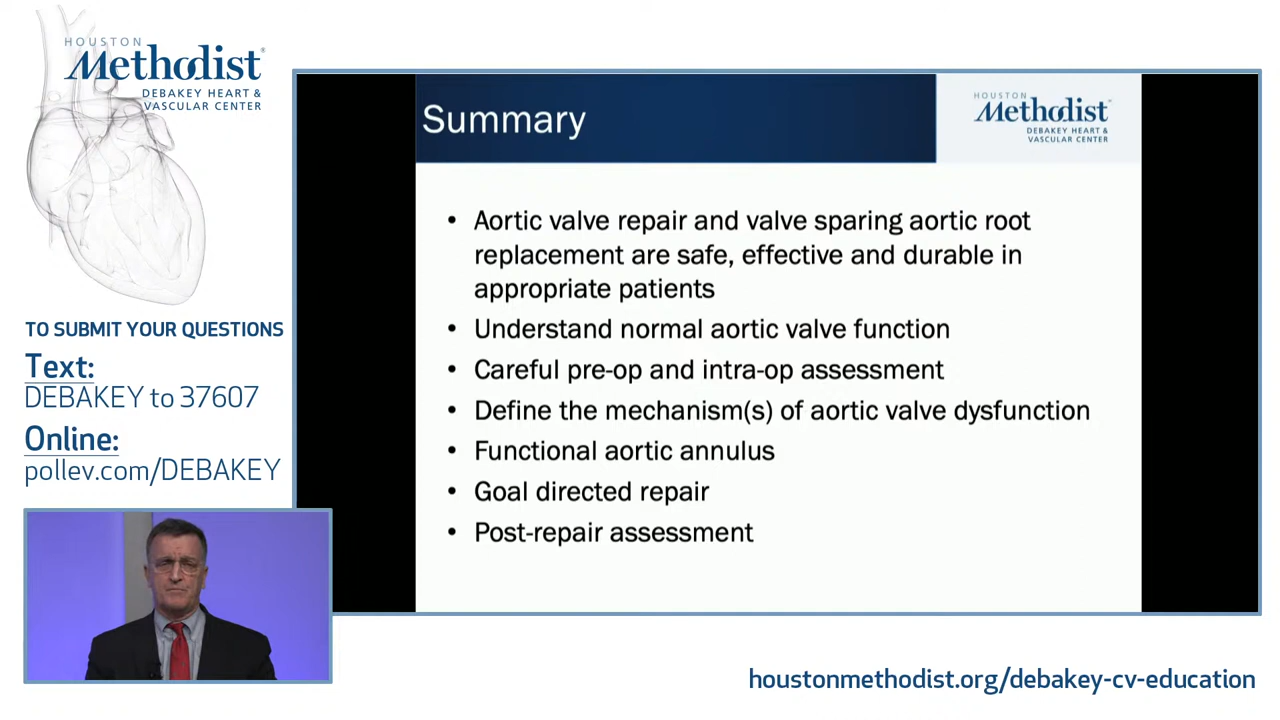 HOUSTON
Methodist®
DEBAKEY HEART &
VASCULAR CENTER
TO SUBMIT YOUR QUESTIONS
Text:
DEBAKEY to 37607
Online:
pollev.com/DEBAKEY
Summary
HOUSTON
Methodist™
DEBAKEY HEART &
VASCULAR CENTER
• Aortic valve repair and valve sparing aortic root
replacement are safe, effective and durable in
appropriate patients
• Understand normal aortic valve function
• Careful pre-op and intra-op assessment
• Define the mechanism(s) of aortic valve dysfunction
• Functional aortic annulus
• Goal directed repair
• Post-repair assessment
houstonmethodist.org/debakey-cv-education